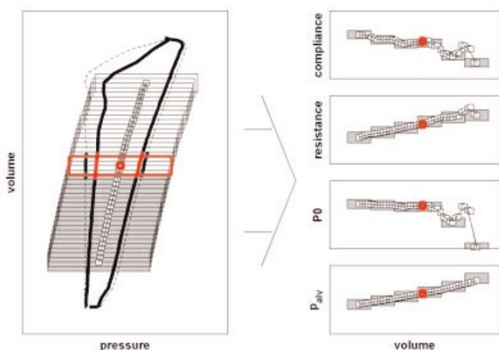 volume
pressure
compliance
resistance
P0
Palv
volume